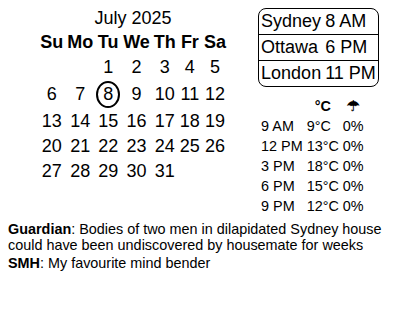 July 2025
Su Mo Tu We Th Fr Sa
1 2 3 4 5
6 7 8 9 10 11 12
13 14 15 16 17 18 19
20 21 22 23 24 25 26
27 28 29 30 31
Sydney 8 AM
Ottawa 6 PM
London 11 PM
°C ☂
9 AM 9°C 0%
12 PM 13°C 0%
3 PM 18°C 0%
6 PM 15°C 0%
9 PM 12°C 0%
Guardian: Bodies of two men in dilapidated Sydney house
could have been undiscovered by housemate for weeks
SMH: My favourite mind bender